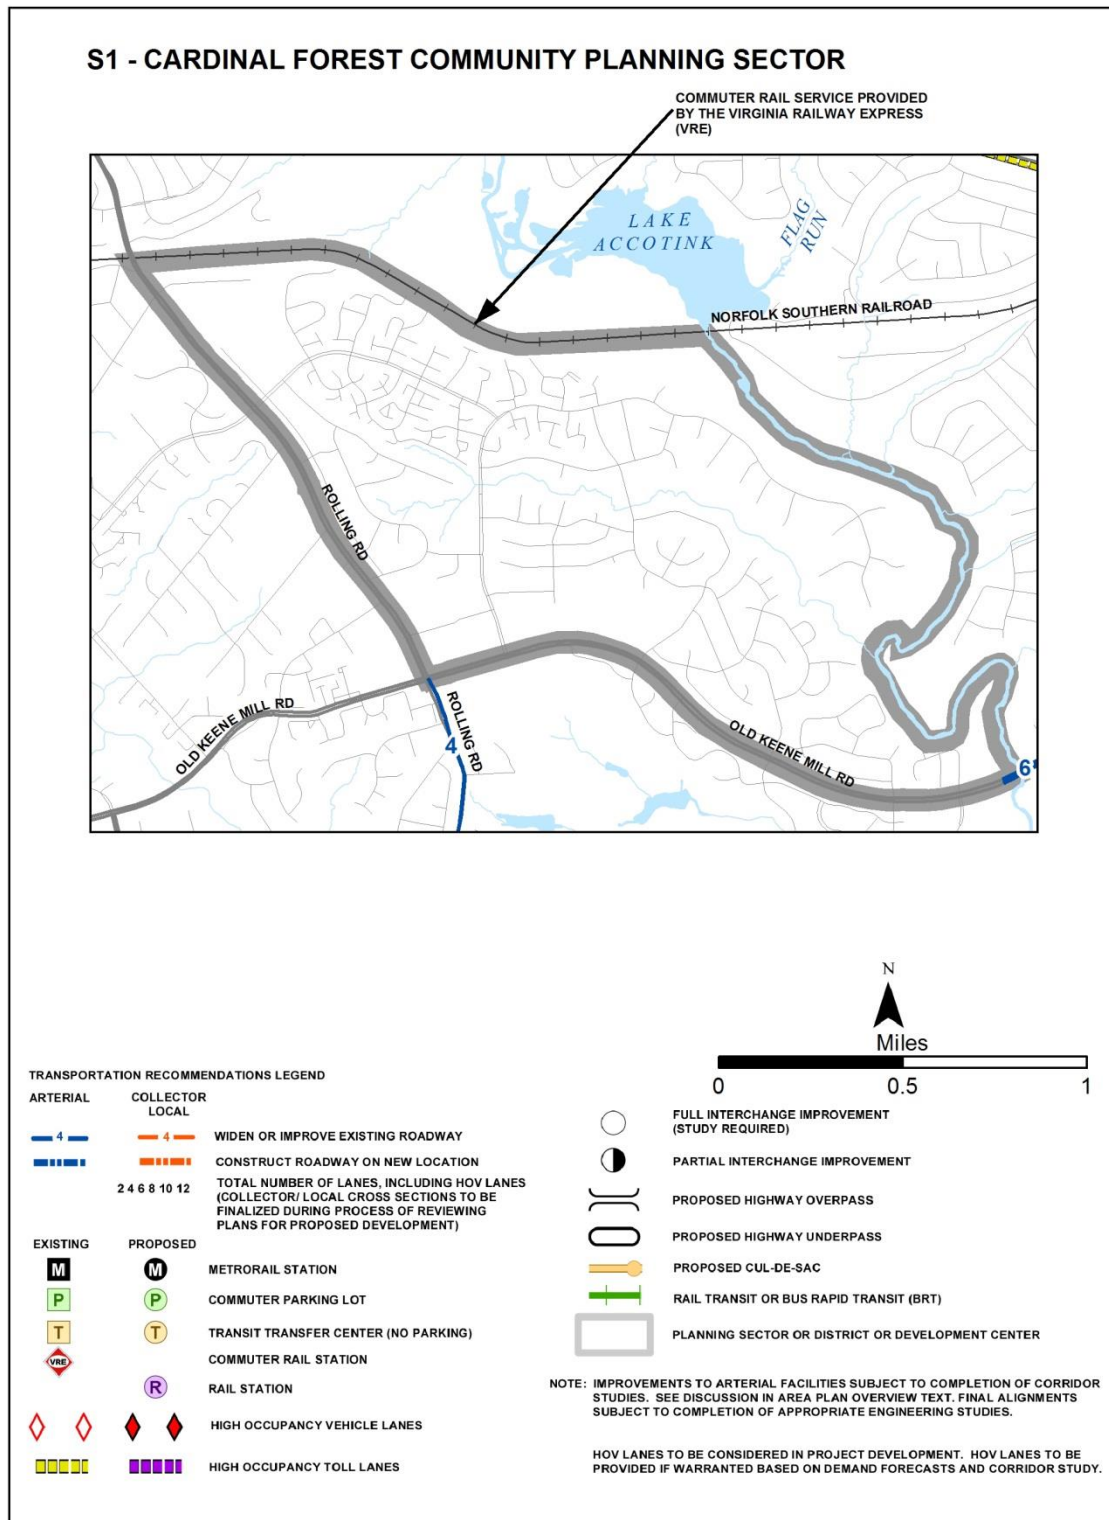 S1 - CARDINAL FOREST COMMUNITY PLANNING SECTOR
COMMUTER RAIL SERVICE PROVIDED
BY THE VIRGINIA RAILWAY EXPRESS
(VRE)
LAKE
ACCOTINK
FLAG
RUN
NORFOLK SOUTHERN RAILROAD
ROLLING RD
OLD KEENE MILL RD
ROLLING RD
4
OLD KEENE MILL RD
6*
N
Miles
0 0.5 1
TRANSPORTATION RECOMMENDATIONS LEGEND
ARTERIAL COLLECTOR
LOCAL
4 4 WIDEN OR IMPROVE EXISTING ROADWAY
CONSTRUCT ROADWAY ON NEW LOCATION
2 4 6 8 10 12 TOTAL NUMBER OF LANES, INCLUDING HOV LANES
(COLLECTOR/ LOCAL CROSS SECTIONS TO BE
FINALIZED DURING PROCESS OF REVIEWING
PLANS FOR PROPOSED DEVELOPMENT)
EXISTING PROPOSED
M M METRORAIL STATION
P P COMMUTER PARKING LOT
T T TRANSIT TRANSFER CENTER (NO PARKING)
VRE COMMUTER RAIL STATION
R RAIL STATION
HIGH OCCUPANCY VEHICLE LANES
HIGH OCCUPANCY TOLL LANES
FULL INTERCHANGE IMPROVEMENT
(STUDY REQUIRED)
PARTIAL INTERCHANGE IMPROVEMENT
PROPOSED HIGHWAY OVERPASS
PROPOSED HIGHWAY UNDERPASS
PROPOSED CUL-DE-SAC
RAIL TRANSIT OR BUS RAPID TRANSIT (BRT)
PLANNING SECTOR OR DISTRICT OR DEVELOPMENT CENTER
NOTE: IMPROVEMENTS TO ARTERIAL FACILITIES SUBJECT TO COMPLETION OF CORRIDOR
STUDIES. SEE DISCUSSION IN AREA PLAN OVERVIEW TEXT. FINAL ALIGNMENTS
SUBJECT TO COMPLETION OF APPROPRIATE ENGINEERING STUDIES.
HOV LANES TO BE CONSIDERED IN PROJECT DEVELOPMENT. HOV LANES TO BE
PROVIDED IF WARRANTED BASED ON DEMAND FORECASTS AND CORRIDOR STUDY.